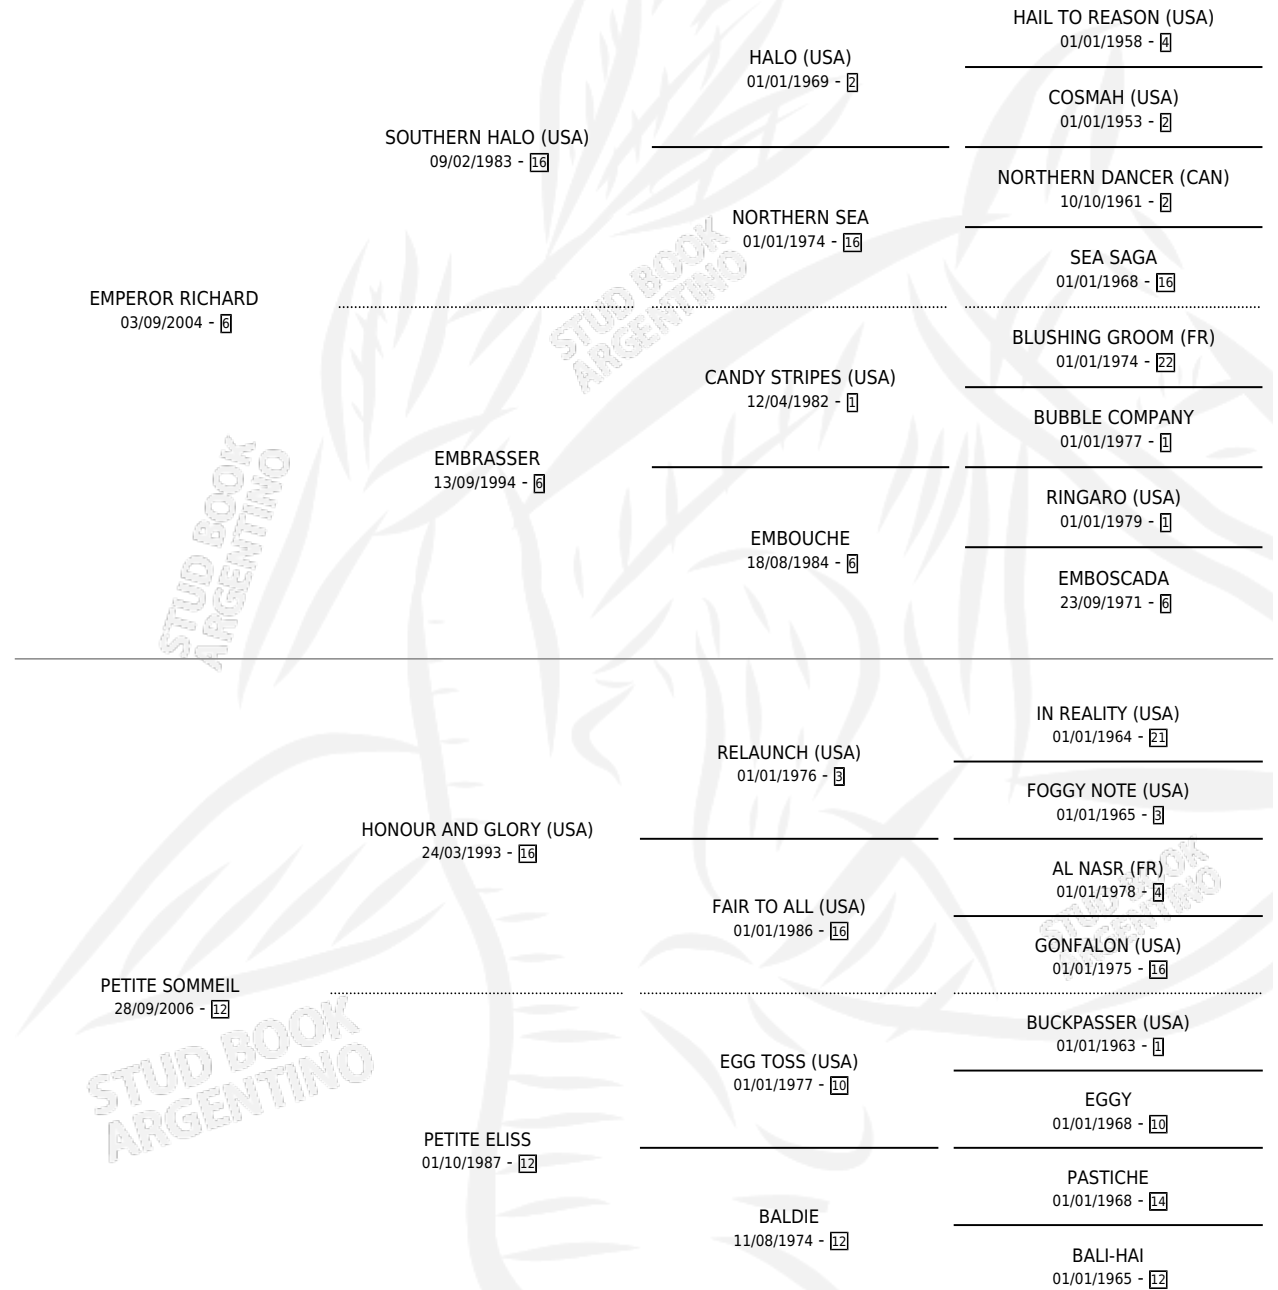 HAIL TO REASON (USA)
01/01/1958 - 4
HALO (USA)
01/01/1969 - 2
COSMAH (USA)
01/01/1953 - 2
SOUTHERN HALO (USA)
09/02/1983 - 16
NORTHERN DANCER (CAN)
10/10/1961 - 2
NORTHERN SEA
01/01/1974 - 16
SEA SAGA
01/01/1968 - 16
EMPEROR RICHARD
03/09/2004 - 6
STUD BOOK
ARGENTINO
BLUSHING GROOM (FR)
01/01/1974 - 22
CANDY STRIPES (USA)
12/04/1982 - 1
BUBBLE COMPANY
01/01/1977 - 1
EMBRASSER
13/09/1994 - 6
RINGARO (USA)
01/01/1979 - 1
EMBOUCHE
18/08/1984 - 6
EMBOSCADA
23/09/1971 - 6
STUD BOOK
ARGENTINO
IN REALITY (USA)
01/01/1964 - 21
RELAUNCH (USA)
01/01/1976 - 3
FOGGY NOTE (USA)
01/01/1965 - 3
HONOUR AND GLORY (USA)
24/03/1993 - 16
AL NASR (FR)
01/01/1978 - 4
FAIR TO ALL (USA)
01/01/1986 - 16
GONFALON (USA)
01/01/1975 - 16
STUD BOOK
ARGENTINO
PETITE SOMMEIL
28/09/2006 - 12
BUCKPASSER (USA)
01/01/1963 - 1
EGG TOSS (USA)
01/01/1977 - 10
EGGY
01/01/1968 - 10
STUD BOOK
ARGENTINO
PETITE ELISS
01/10/1987 - 12
PASTICHE
01/01/1968 - 14
BALDIE
11/08/1974 - 12
BALI-HAI
01/01/1965 - 12